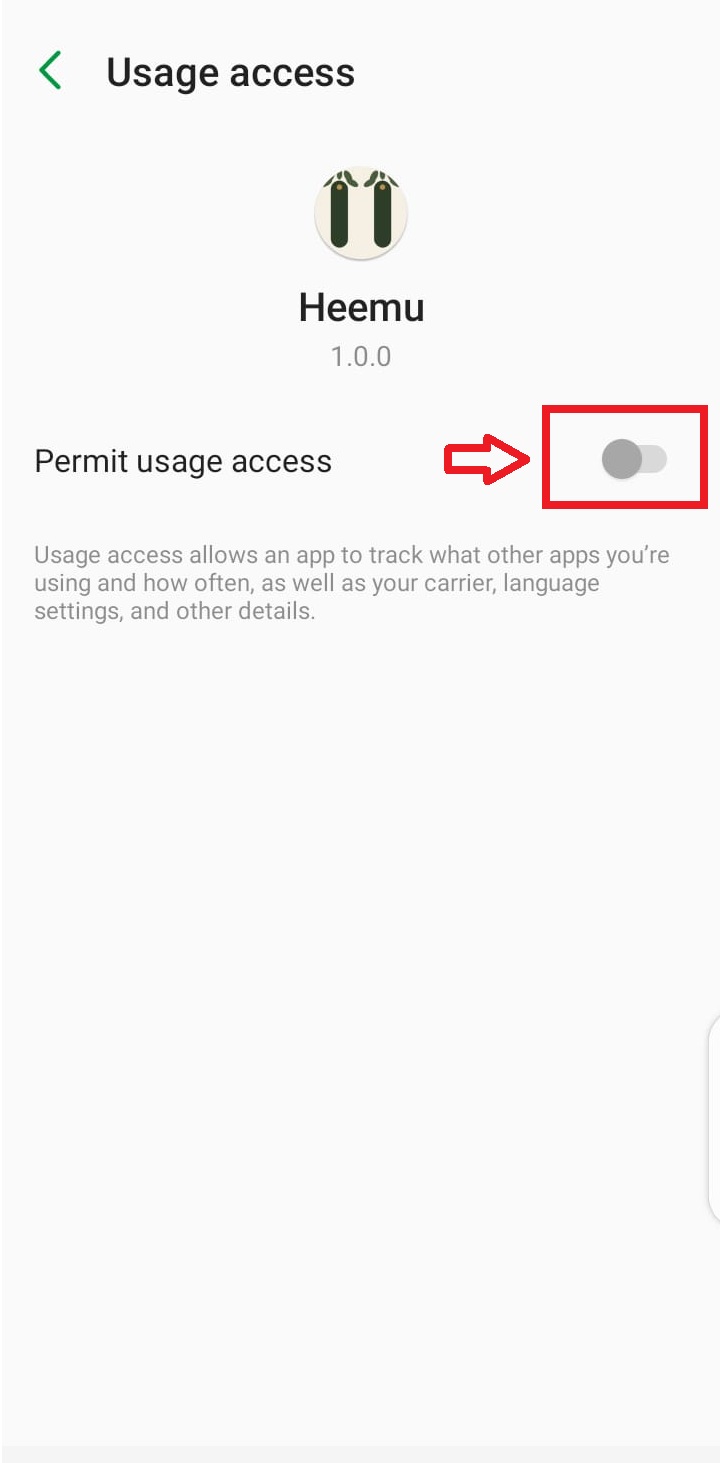 Usage access
Heemu
1.0.0
Permit usage access
Usage access allows an app to track what other apps you’re
using and how often, as well as your carrier, language
settings, and other details.